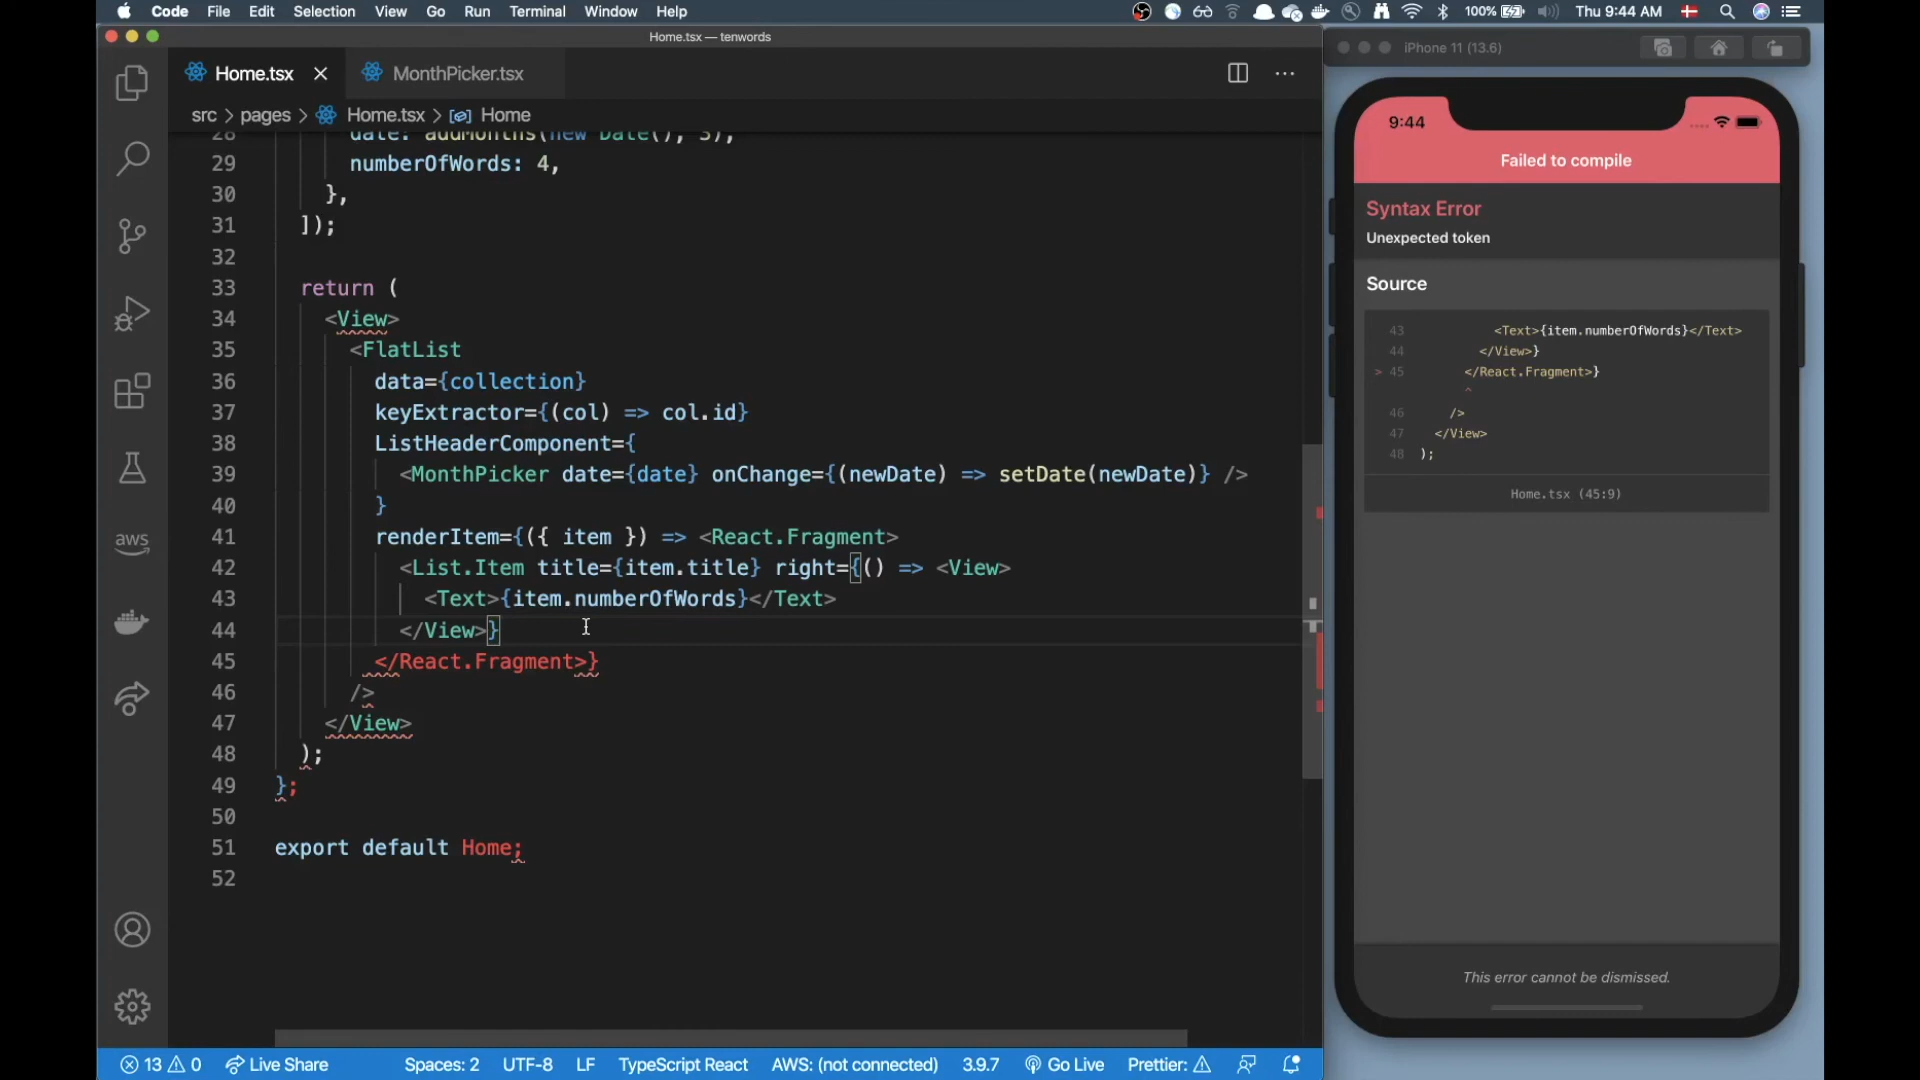 Code File Edit Selection View Go Run Terminal Window Help 100% Thu 9:44 AM
Home.tsx — tenwords
iPhone 11 (13.6)
Home.tsx MonthPicker.tsx
src > pages > Home.tsx > Home
28 date: addMonths(new Date(), 3),
29 numberOfWords: 4,
30 },
31 ]);
32
33 return (
34 <View>
35 <FlatList
36 data={collection}
37 keyExtractor={(col) => col.id}
38 ListHeaderComponent={
39 <MonthPicker date={date} onChange={(newDate) => setDate(newDate)} />
40 }
41 renderItem={({ item }) => <React.Fragment>
42 <List.Item title={item.title} right={() => <View>
43 <Text>{item.numberOfWords}</Text>
44 </View>}
45 </React.Fragment>}
46 />
47 </View>
48 );
49 };
50
51 export default Home;
52
aws
13 0 Live Share Spaces: 2 UTF-8 LF TypeScript React AWS: (not connected) 3.9.7 Go Live Prettier:
9:44
Failed to compile
Syntax Error
Unexpected token
Source
43 <Text>{item.numberOfWords}</Text>
44 </View>}
> 45 </React.Fragment>}
^
46 />
47 </View>
48 );
Home.tsx (45:9)
This error cannot be dismissed.